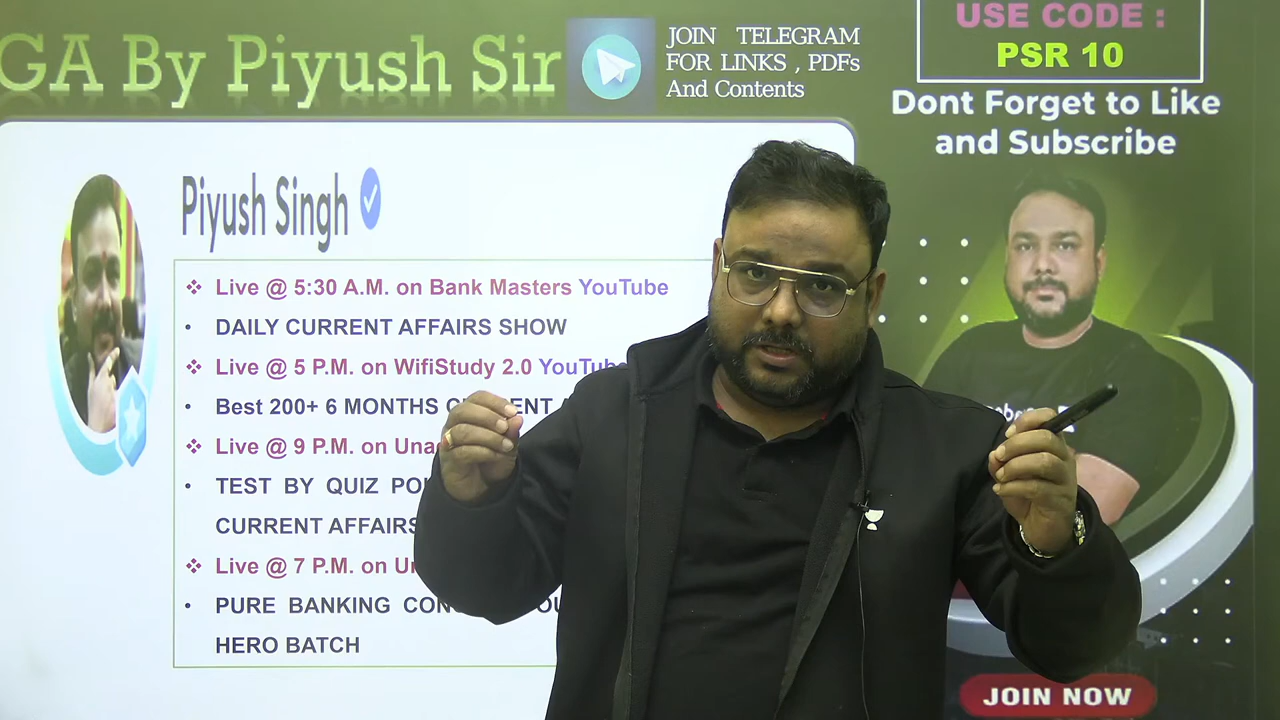 GA By Piyush Sir
JOIN TELEGRAM
FOR LINKS , PDFs
And Contents
USE CODE :
PSR 10
Dont Forget to Like
and Subscribe
Piyush Singh
Live @ 5:30 A.M. on Bank Masters YouTube
DAILY CURRENT AFFAIRS SHOW
Live @ 5 P.M. on WifiStudy 2.0 YouTube
Best 200+ 6 MONTHS
Live @ 9 P.M. on
TEST BY QUIZ
CURRENT AFFAIRS
Live @ 7 P.M. on
PURE BANKING
HERO BATCH
JOIN NOW